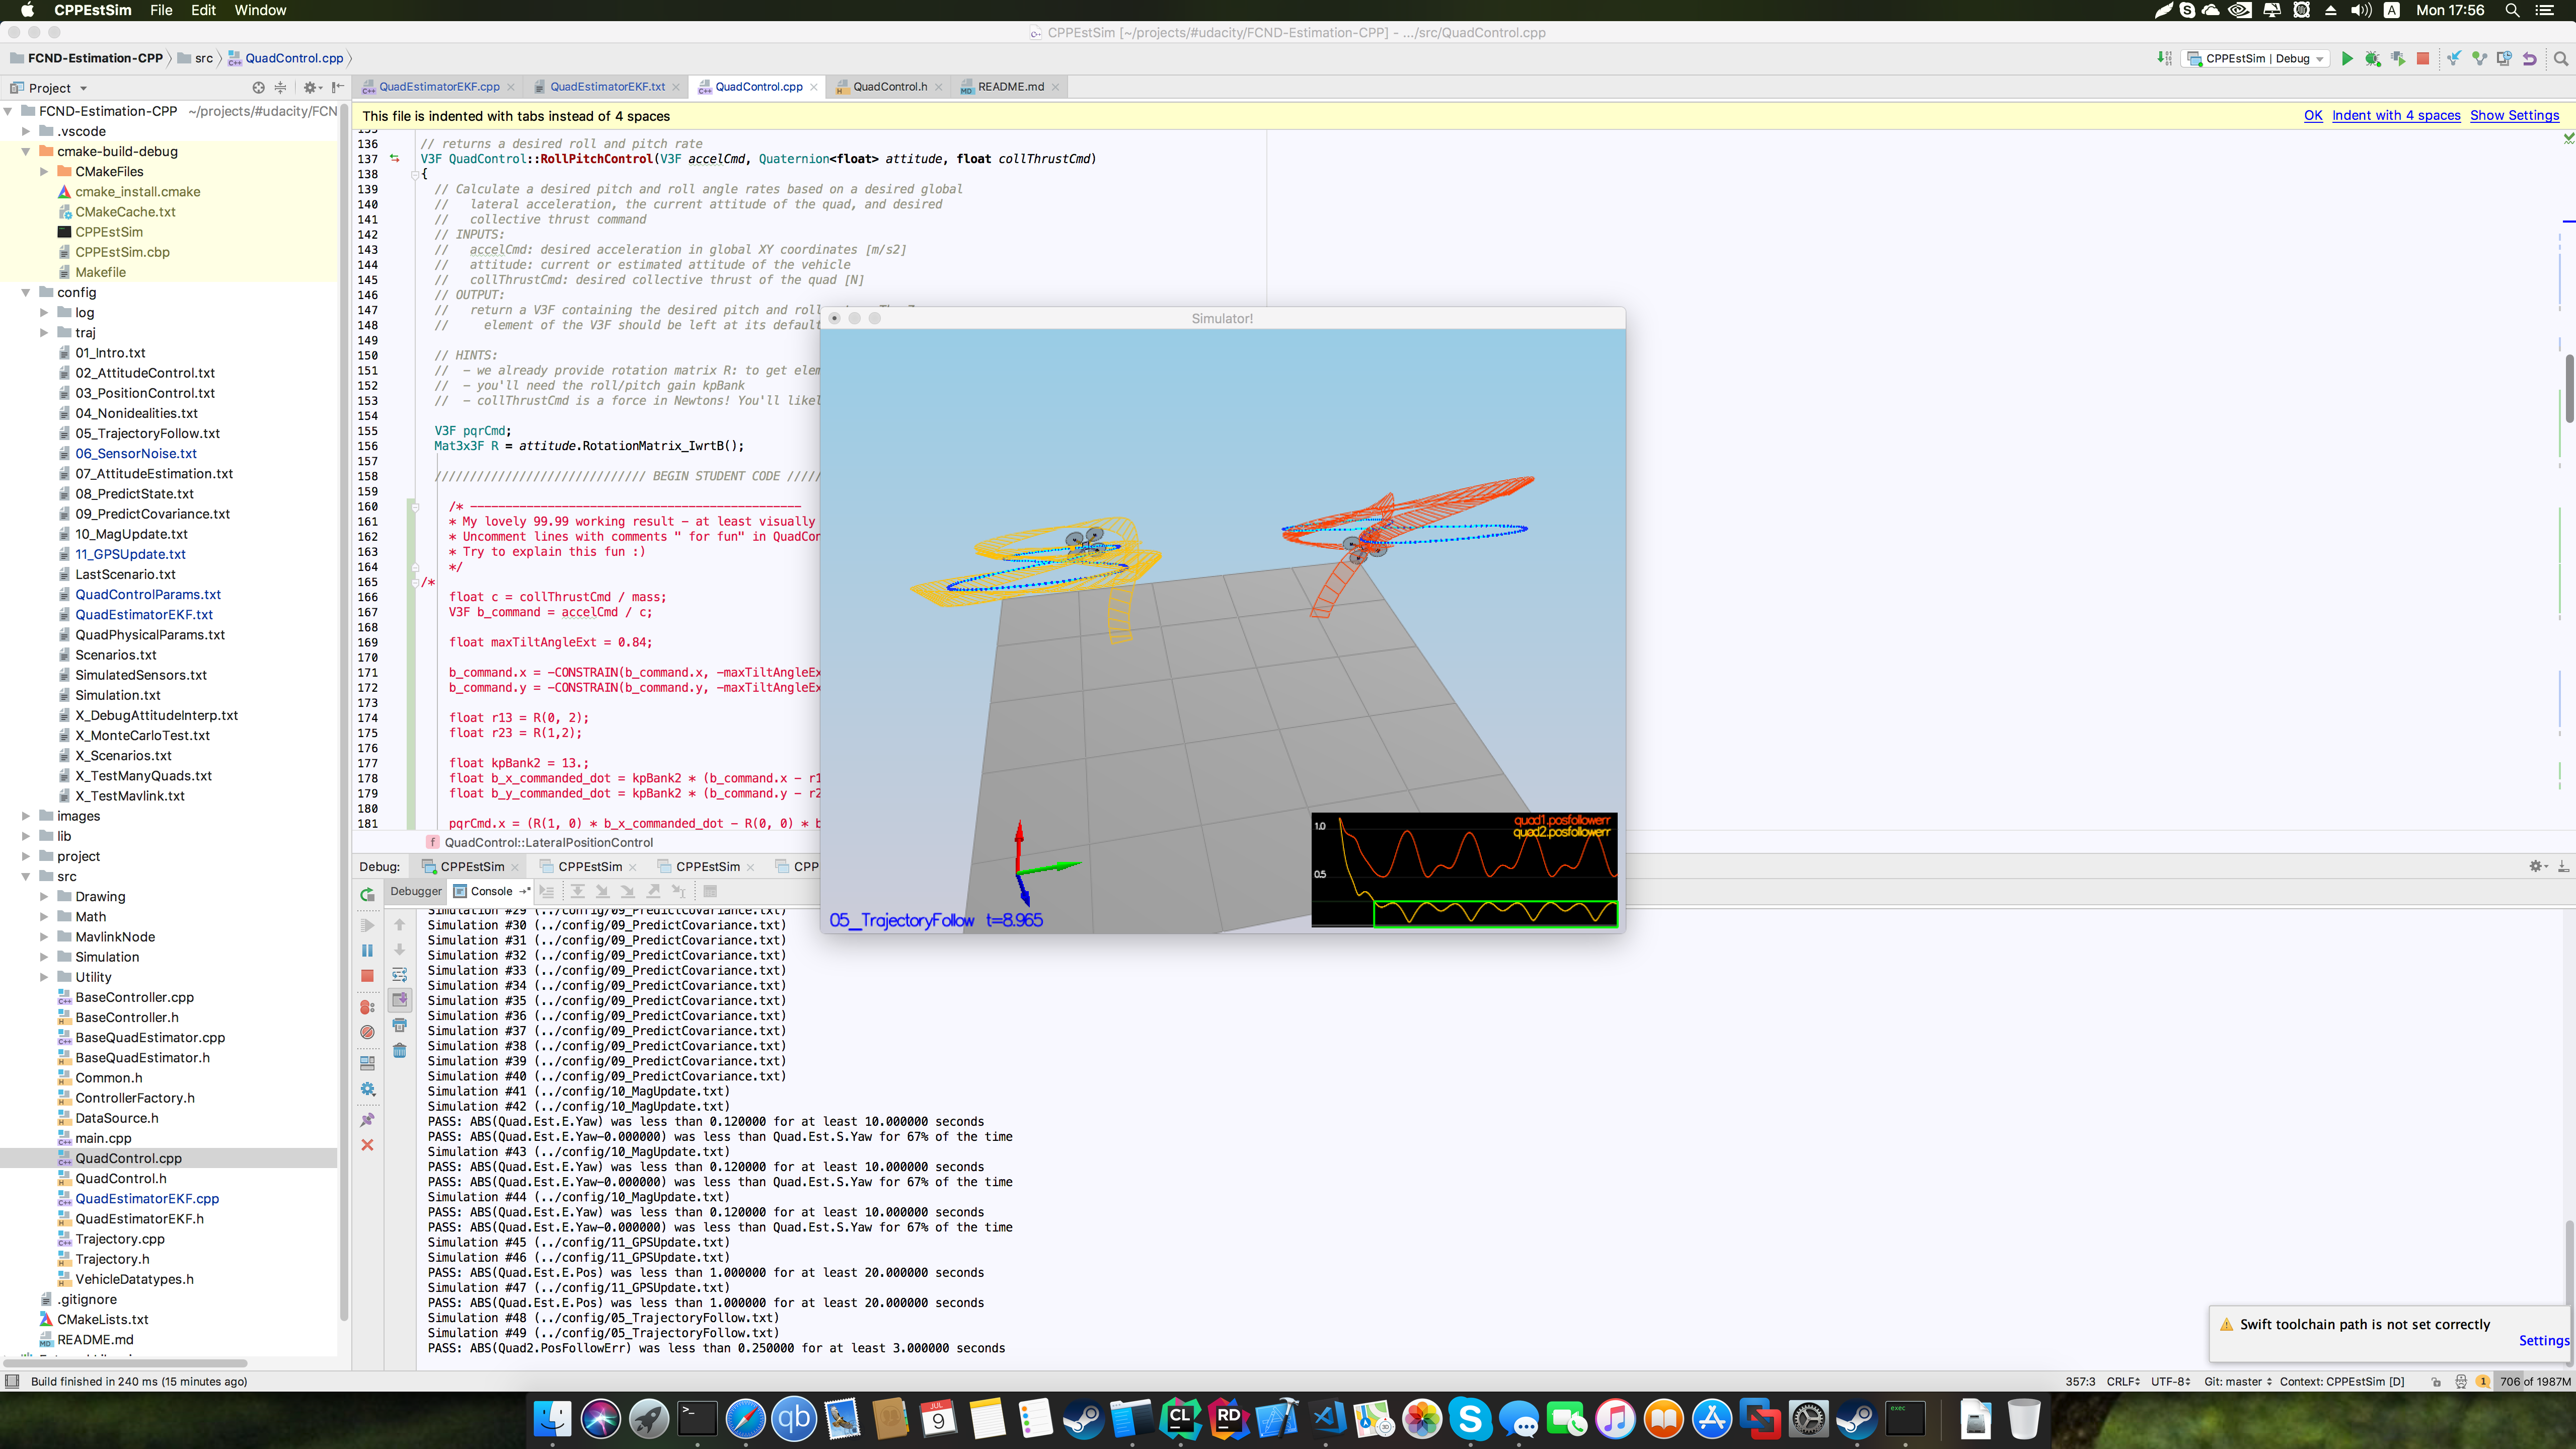 CPPEstSim File Edit Window
A Mon 17:56
CPPEstSim [~/projects/#udacity/FCND-Estimation-CPP] - .../src/QuadControl.cpp
FCND-Estimation-CPP src QuadControl.cpp
CPPEstSim | Debug
Project
QuadEstimatorEKF.cpp QuadEstimatorEKF.txt QuadControl.cpp QuadControl.h README.md
This file is indented with tabs instead of 4 spaces
OK Indent with 4 spaces Show Settings
FCND-Estimation-CPP ~/projects/#udacity/FCN
.vscode
cmake-build-debug
CMakeFiles
cmake_install.cmake
CMakeCache.txt
CPPEstSim
CPPEstSim.cbp
Makefile
config
log
traj
01_Intro.txt
02_AttitudeControl.txt
03_PositionControl.txt
04_Nonidealities.txt
05_TrajectoryFollow.txt
06_SensorNoise.txt
07_AttitudeEstimation.txt
08_PredictState.txt
09_PredictCovariance.txt
10_MagUpdate.txt
11_GPSUpdate.txt
LastScenario.txt
QuadControlParams.txt
QuadEstimatorEKF.txt
QuadPhysicalParams.txt
Scenarios.txt
SimulatedSensors.txt
Simulation.txt
X_DebugAttitudeInterp.txt
X_MonteCarloTest.txt
X_Scenarios.txt
X_TestManyQuads.txt
X_TestMavlink.txt
images
lib
project
src
Drawing
Math
MavlinkNode
Simulation
Utility
BaseController.cpp
BaseController.h
BaseQuadEstimator.cpp
BaseQuadEstimator.h
Common.h
ControllerFactory.h
DataSource.h
main.cpp
QuadControl.cpp
QuadControl.h
QuadEstimatorEKF.cpp
QuadEstimatorEKF.h
Trajectory.cpp
Trajectory.h
VehicleDatatypes.h
.gitignore
CMakeLists.txt
README.md
136 // returns a desired roll and pitch rate
137 V3F QuadControl::RollPitchControl(V3F accelCmd, Quaternion<float> attitude, float collThrustCmd)
138 {
139 // Calculate a desired pitch and roll angle rates based on a desired global
140 // lateral acceleration, the current attitude of the quad, and desired
141 // collective thrust command
142 // INPUTS:
143 // accelCmd: desired acceleration in global XY coordinates [m/s2]
144 // attitude: current or estimated attitude of the vehicle
145 // collThrustCmd: desired collective thrust of the quad [N]
146 // OUTPUT:
147 // return a V3F containing the desired pitch and roll
148 // element of the V3F should be left at its default
149
150 // HINTS:
151 // - we already provide rotation matrix R: to get elem
152 // - you'll need the roll/pitch gain kpBank
153 // - collThrustCmd is a force in Newtons! You'll likel
154
155 V3F pqrCmd;
156 Mat3x3F R = attitude.RotationMatrix_IwrtB();
157
158 ////////////////////////////// BEGIN STUDENT CODE /////
159
160 /* -----------------------------------------------
161 * My lovely 99.99 working result - at least visually
162 * Uncomment lines with comments " for fun" in QuadCon
163 * Try to explain this fun :)
164 */
165 /*
166 float c = collThrustCmd / mass;
167 V3F b_command = accelCmd / c;
168
169 float maxTiltAngleExt = 0.84;
170
171 b_command.x = -CONSTRAIN(b_command.x, -maxTiltAngleEx
172 b_command.y = -CONSTRAIN(b_command.y, -maxTiltAngleEx
173
174 float r13 = R(0, 2);
175 float r23 = R(1,2);
176
177 float kpBank2 = 13.;
178 float b_x_commanded_dot = kpBank2 * (b_command.x - r1
179 float b_y_commanded_dot = kpBank2 * (b_command.y - r2
180
181 pqrCmd.x = (R(1, 0) * b_x_commanded_dot - R(0, 0) * b
QuadControl::LateralPositionControl
Simulator!
quad1.posfollowerr
quad2.posfollowerr
1.0
0.5
05_TrajectoryFollow t=8.965
Debug: CPPEstSim CPPEstSim CPPEstSim CPP
Debugger Console
Simulation #29 (../config/09_PredictCovariance.txt)
Simulation #30 (../config/09_PredictCovariance.txt)
Simulation #31 (../config/09_PredictCovariance.txt)
Simulation #32 (../config/09_PredictCovariance.txt)
Simulation #33 (../config/09_PredictCovariance.txt)
Simulation #34 (../config/09_PredictCovariance.txt)
Simulation #35 (../config/09_PredictCovariance.txt)
Simulation #36 (../config/09_PredictCovariance.txt)
Simulation #37 (../config/09_PredictCovariance.txt)
Simulation #38 (../config/09_PredictCovariance.txt)
Simulation #39 (../config/09_PredictCovariance.txt)
Simulation #40 (../config/09_PredictCovariance.txt)
Simulation #41 (../config/10_MagUpdate.txt)
Simulation #42 (../config/10_MagUpdate.txt)
PASS: ABS(Quad.Est.E.Yaw) was less than 0.120000 for at least 10.000000 seconds
PASS: ABS(Quad.Est.E.Yaw-0.000000) was less than Quad.Est.S.Yaw for 67% of the time
Simulation #43 (../config/10_MagUpdate.txt)
PASS: ABS(Quad.Est.E.Yaw) was less than 0.120000 for at least 10.000000 seconds
PASS: ABS(Quad.Est.E.Yaw-0.000000) was less than Quad.Est.S.Yaw for 67% of the time
Simulation #44 (../config/10_MagUpdate.txt)
PASS: ABS(Quad.Est.E.Yaw) was less than 0.120000 for at least 10.000000 seconds
PASS: ABS(Quad.Est.E.Yaw-0.000000) was less than Quad.Est.S.Yaw for 67% of the time
Simulation #45 (../config/11_GPSUpdate.txt)
Simulation #46 (../config/11_GPSUpdate.txt)
PASS: ABS(Quad.Est.E.Pos) was less than 1.000000 for at least 20.000000 seconds
Simulation #47 (../config/11_GPSUpdate.txt)
PASS: ABS(Quad.Est.E.Pos) was less than 1.000000 for at least 20.000000 seconds
Simulation #48 (../config/05_TrajectoryFollow.txt)
Simulation #49 (../config/05_TrajectoryFollow.txt)
PASS: ABS(Quad2.PosFollowErr) was less than 0.250000 for at least 3.000000 seconds
Swift toolchain path is not set correctly
Settings
Build finished in 240 ms (15 minutes ago)
357:3 CRLF UTF-8 Git: master Context: CPPEstSim [D] 1 706 of 1987M
qb JUL 9 CL RD exec